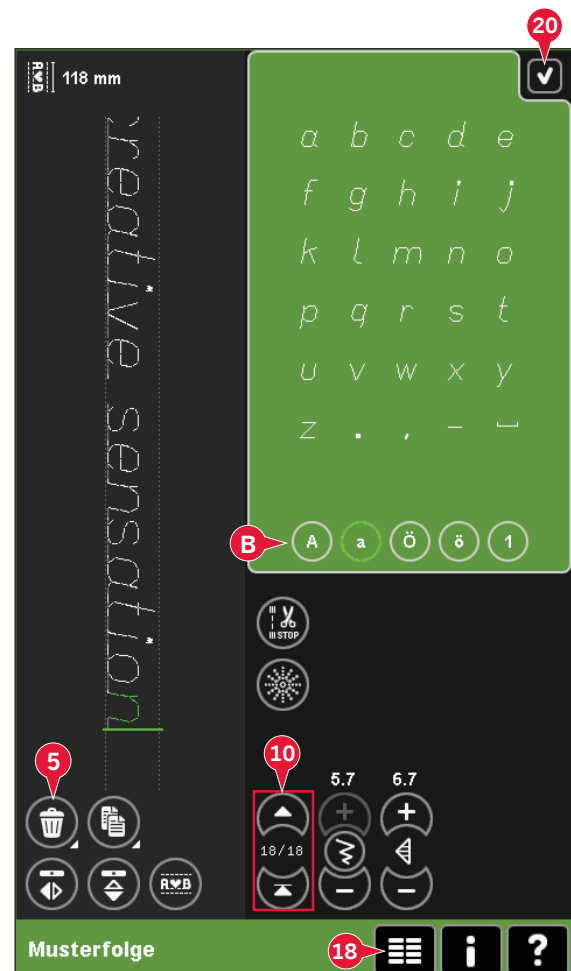 20
118 mm
creative sensation
a b c d e
f g h i j
k l m n o
p q r s t
u v w x y
z . , - ⎵
B
A a Ö ö 1
STOP
5
10
5.7 6.7
18/18
A♥B
Musterfolge
18
i ?